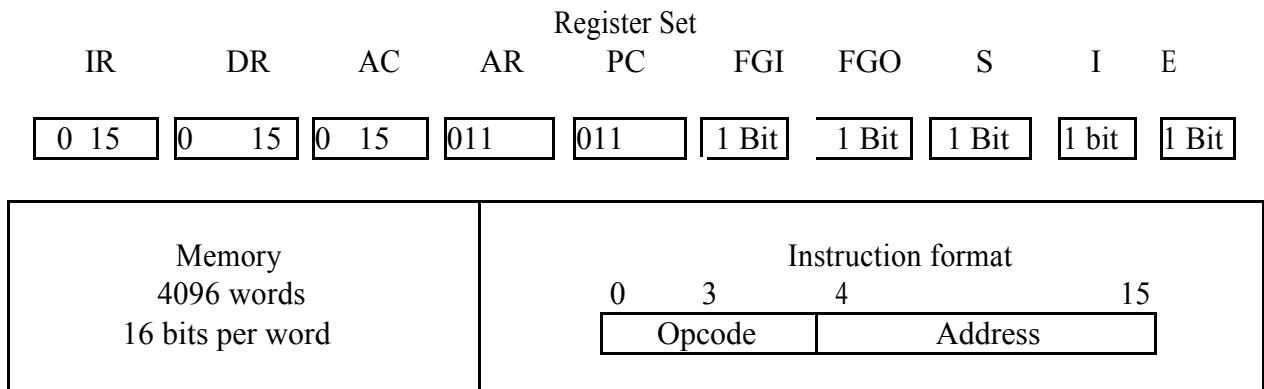 Register Set
IR DR AC AR PC FGI FGO S I E
0 15 0 15 0 15 011 011 1 Bit 1 Bit 1 Bit 1 bit 1 Bit
Memory
4096 words
16 bits per word
Instruction format
0 3 4 15
Opcode Address